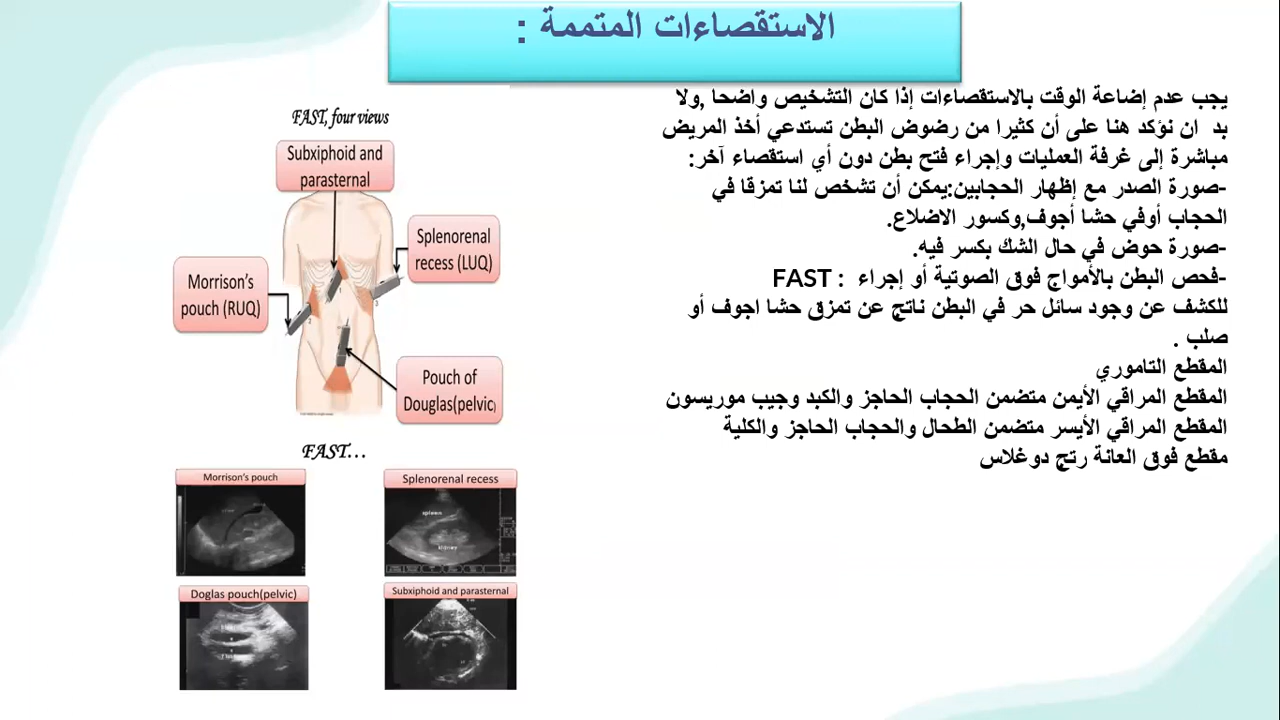 الاستقصاءات المتممة :
يجب عدم إضاعة الوقت بالاستقصاءات إذا كان التشخيص واضحا ,ولا
بد ان نؤكد هنا على أن كثيرا من رضوض البطن تستدعي أخذ المريض
مباشرة إلى غرفة العمليات وإجراء فتح بطن دون أي استقصاء آخر:
-صورة الصدر مع إظهار الحجابين:يمكن أن تشخص لنا تمزقا في
الحجاب أوفي حشا أجوف,وكسور الاضلاع.
-صورة حوض في حال الشك بكسر فيه.
-فحص البطن بالأمواج فوق الصوتية أو إجراء FAST :
للكشف عن وجود سائل حر في البطن ناتج عن تمزق حشا اجوف أو
صلب .
المقطع التاموري
المقطع المراقي الأيمن متضمن الحجاب الحاجز والكبد وجيب موريسون
المقطع المراقي الأيسر متضمن الطحال والحجاب الحاجز والكلية
مقطع فوق العانة رتج دوغلاس
FAST, four views
Subxiphoid and
parasternal
Splenorenal
recess (LUQ)
Morrison's
pouch (RUQ)
Pouch of
Douglas(pelvic)
FAST...
Morrison's pouch
Splenorenal recess
spleen
kidney
Doglas pouch(pelvic)
Subxiphoid and parasternal